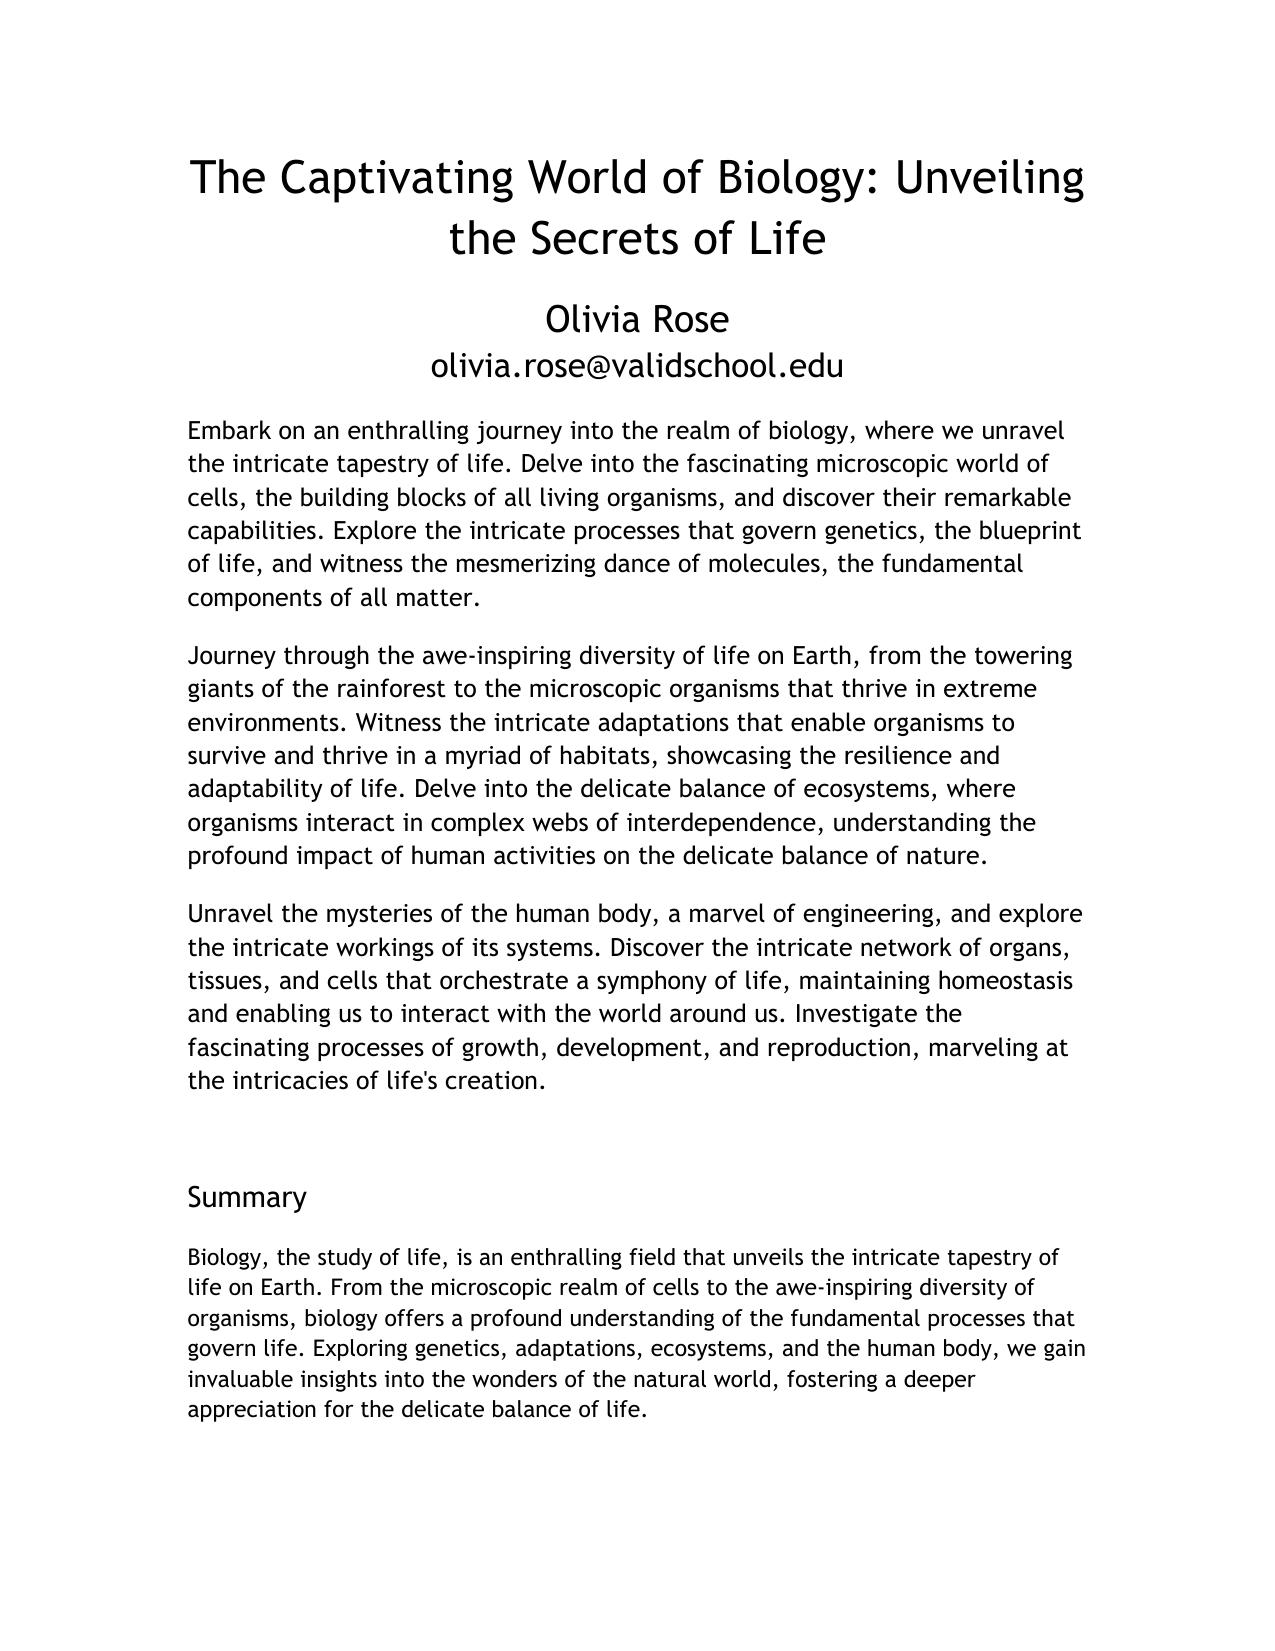 The Captivating World of Biology: Unveiling
the Secrets of Life
Olivia Rose
olivia.rose@validschool.edu
Embark on an enthralling journey into the realm of biology, where we unravel
the intricate tapestry of life. Delve into the fascinating microscopic world of
cells, the building blocks of all living organisms, and discover their remarkable
capabilities. Explore the intricate processes that govern genetics, the blueprint
of life, and witness the mesmerizing dance of molecules, the fundamental
components of all matter.
Journey through the awe-inspiring diversity of life on Earth, from the towering
giants of the rainforest to the microscopic organisms that thrive in extreme
environments. Witness the intricate adaptations that enable organisms to
survive and thrive in a myriad of habitats, showcasing the resilience and
adaptability of life. Delve into the delicate balance of ecosystems, where
organisms interact in complex webs of interdependence, understanding the
profound impact of human activities on the delicate balance of nature.
Unravel the mysteries of the human body, a marvel of engineering, and explore
the intricate workings of its systems. Discover the intricate network of organs,
tissues, and cells that orchestrate a symphony of life, maintaining homeostasis
and enabling us to interact with the world around us. Investigate the
fascinating processes of growth, development, and reproduction, marveling at
the intricacies of life's creation.
Summary
Biology, the study of life, is an enthralling field that unveils the intricate tapestry of
life on Earth. From the microscopic realm of cells to the awe-inspiring diversity of
organisms, biology offers a profound understanding of the fundamental processes that
govern life. Exploring genetics, adaptations, ecosystems, and the human body, we gain
invaluable insights into the wonders of the natural world, fostering a deeper
appreciation for the delicate balance of life.